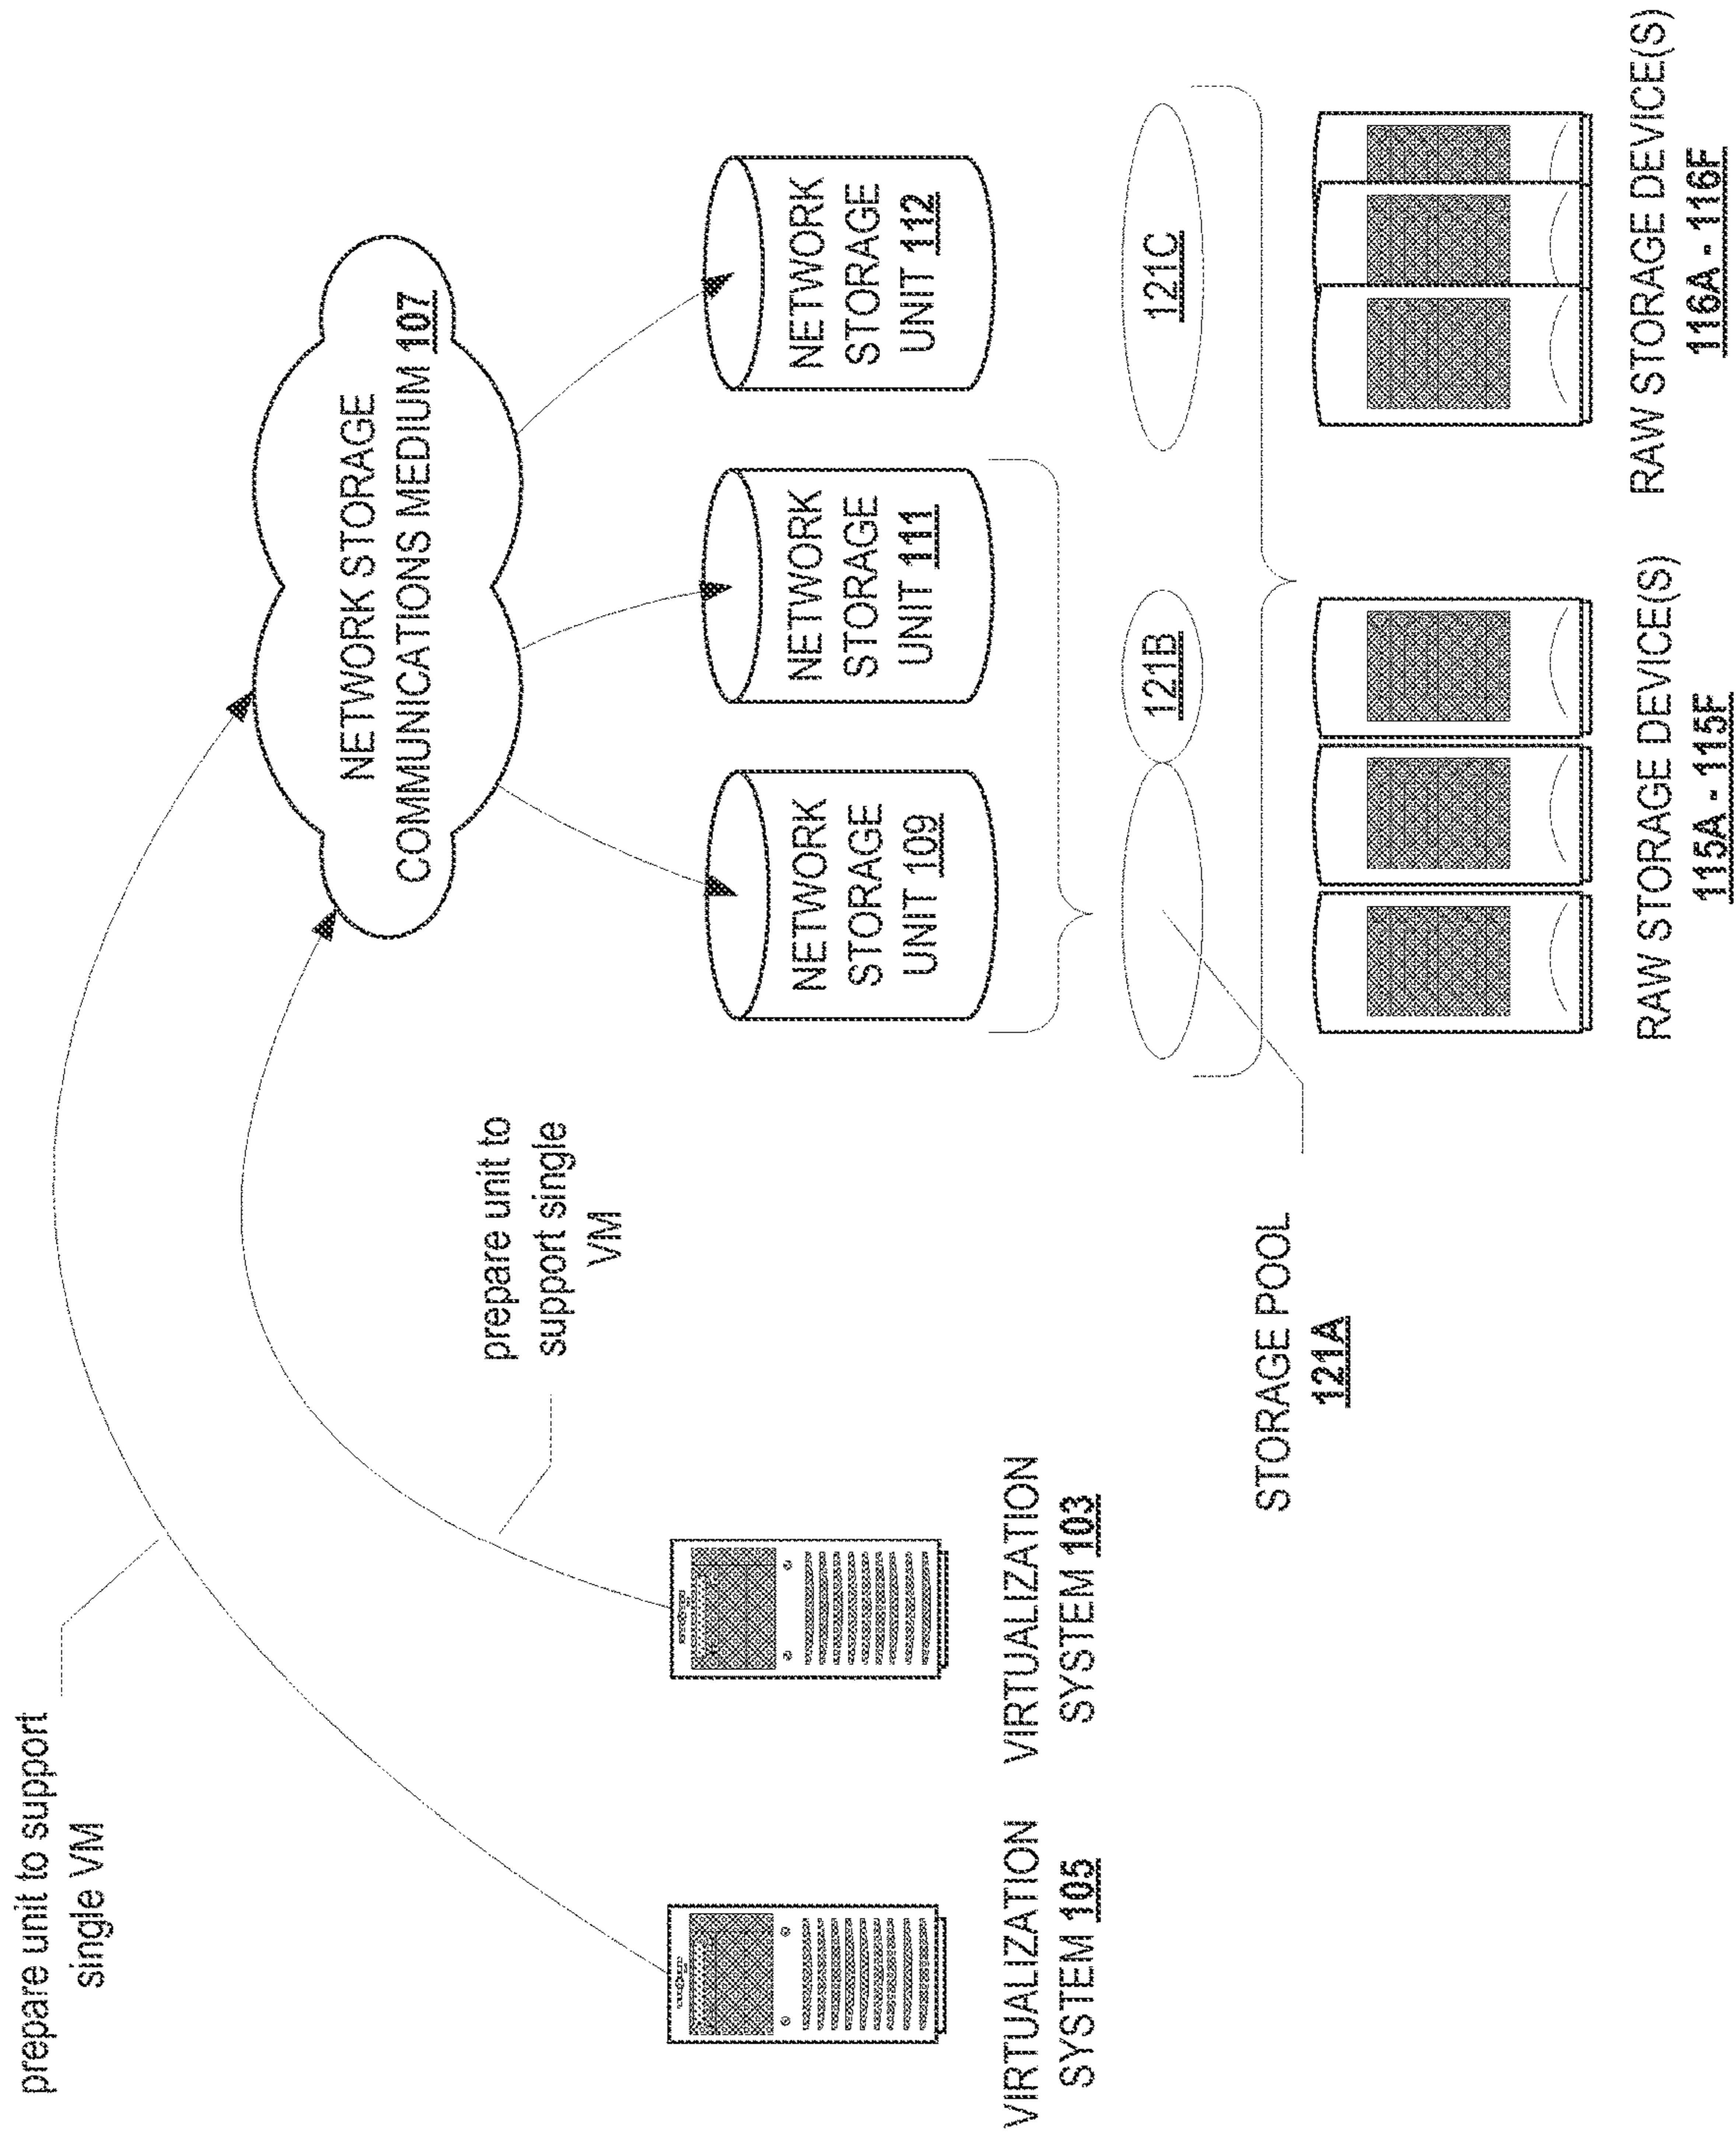 prepare unit to support
single VM
prepare unit to
support single
VM
NETWORK STORAGE
COMMUNICATIONS MEDIUM 107
VIRTUALIZATION
SYSTEM 105
VIRTUALIZATION
SYSTEM 103
NETWORK
STORAGE
UNIT 109
NETWORK
STORAGE
UNIT 111
NETWORK
STORAGE
UNIT 112
121B
121C
STORAGE POOL
121A
RAW STORAGE DEVICE(S)
115A - 115F
RAW STORAGE DEVICE(S)
116A - 116F